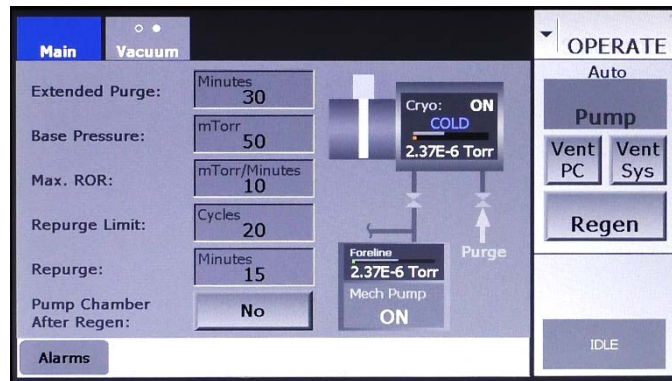 Main
Vacuum
OPERATE
Auto
Pump
Vent PC
Vent Sys
Regen
IDLE
Extended Purge:
Minutes
30
Base Pressure:
mTorr
50
Max. ROR:
mTorr/Minutes
10
Repurge Limit:
Cycles
20
Repurge:
Minutes
15
Pump Chamber
After Regen:
No
Cryo: ON
COLD
2.37E-6 Torr
Purge
Foreline
2.37E-6 Torr
Mech Pump
ON
Alarms